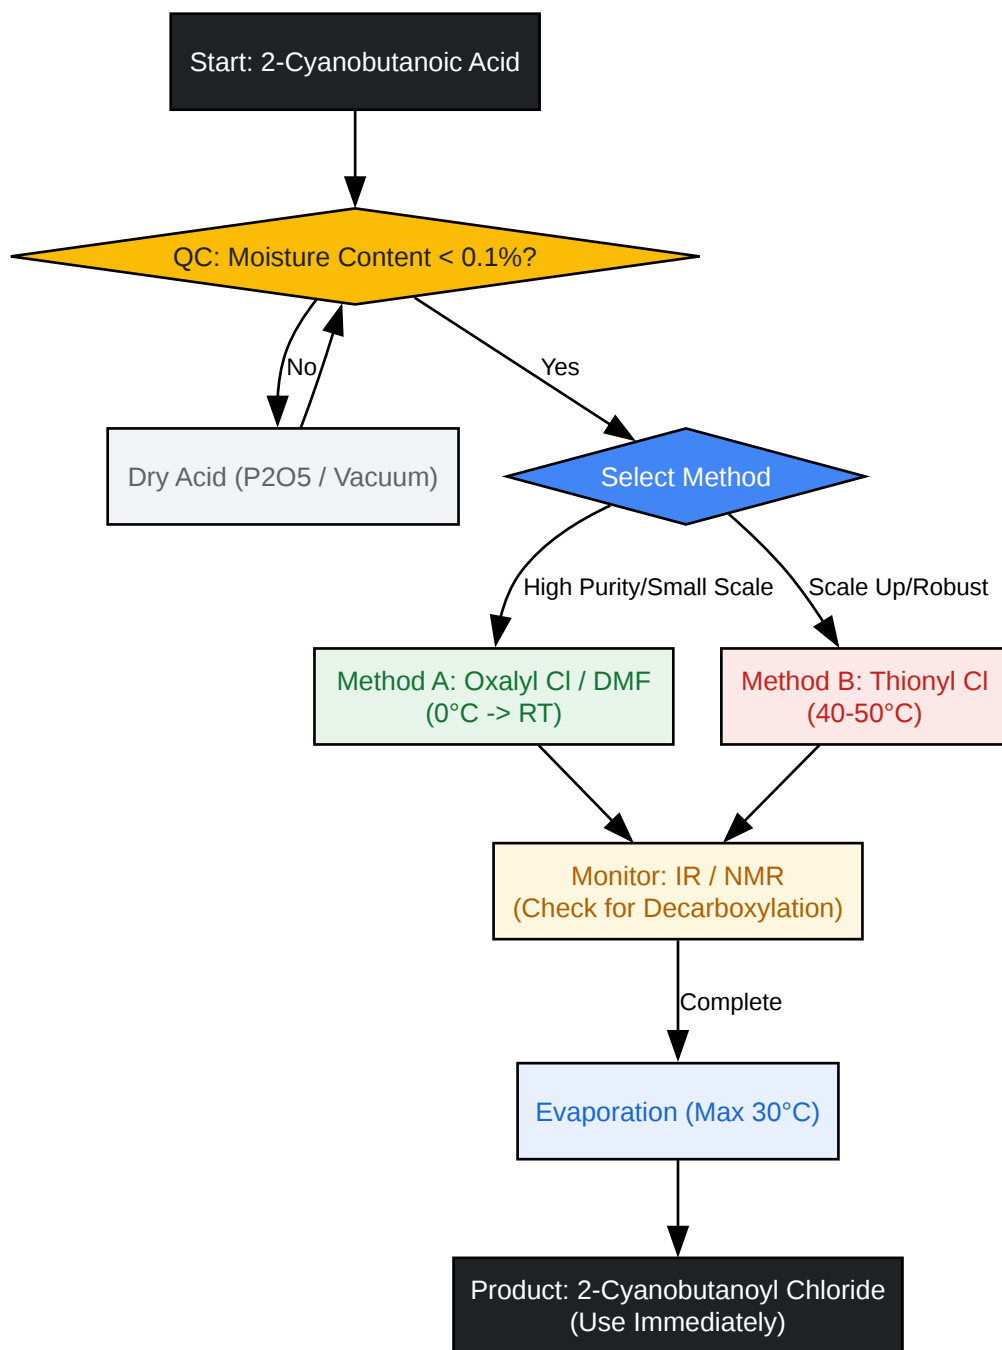 Start: 2-Cyanobutanoic Acid
QC: Moisture Content < 0.1%?
No
Yes
Dry Acid (P2O5 / Vacuum)
Select Method
High Purity/Small Scale
Scale Up/Robust
Method A: Oxalyl Cl / DMF
(0°C -> RT)
Method B: Thionyl Cl
(40-50°C)
Monitor: IR / NMR
(Check for Decarboxylation)
Complete
Evaporation (Max 30°C)
Product: 2-Cyanobutanoyl Chloride
(Use Immediately)